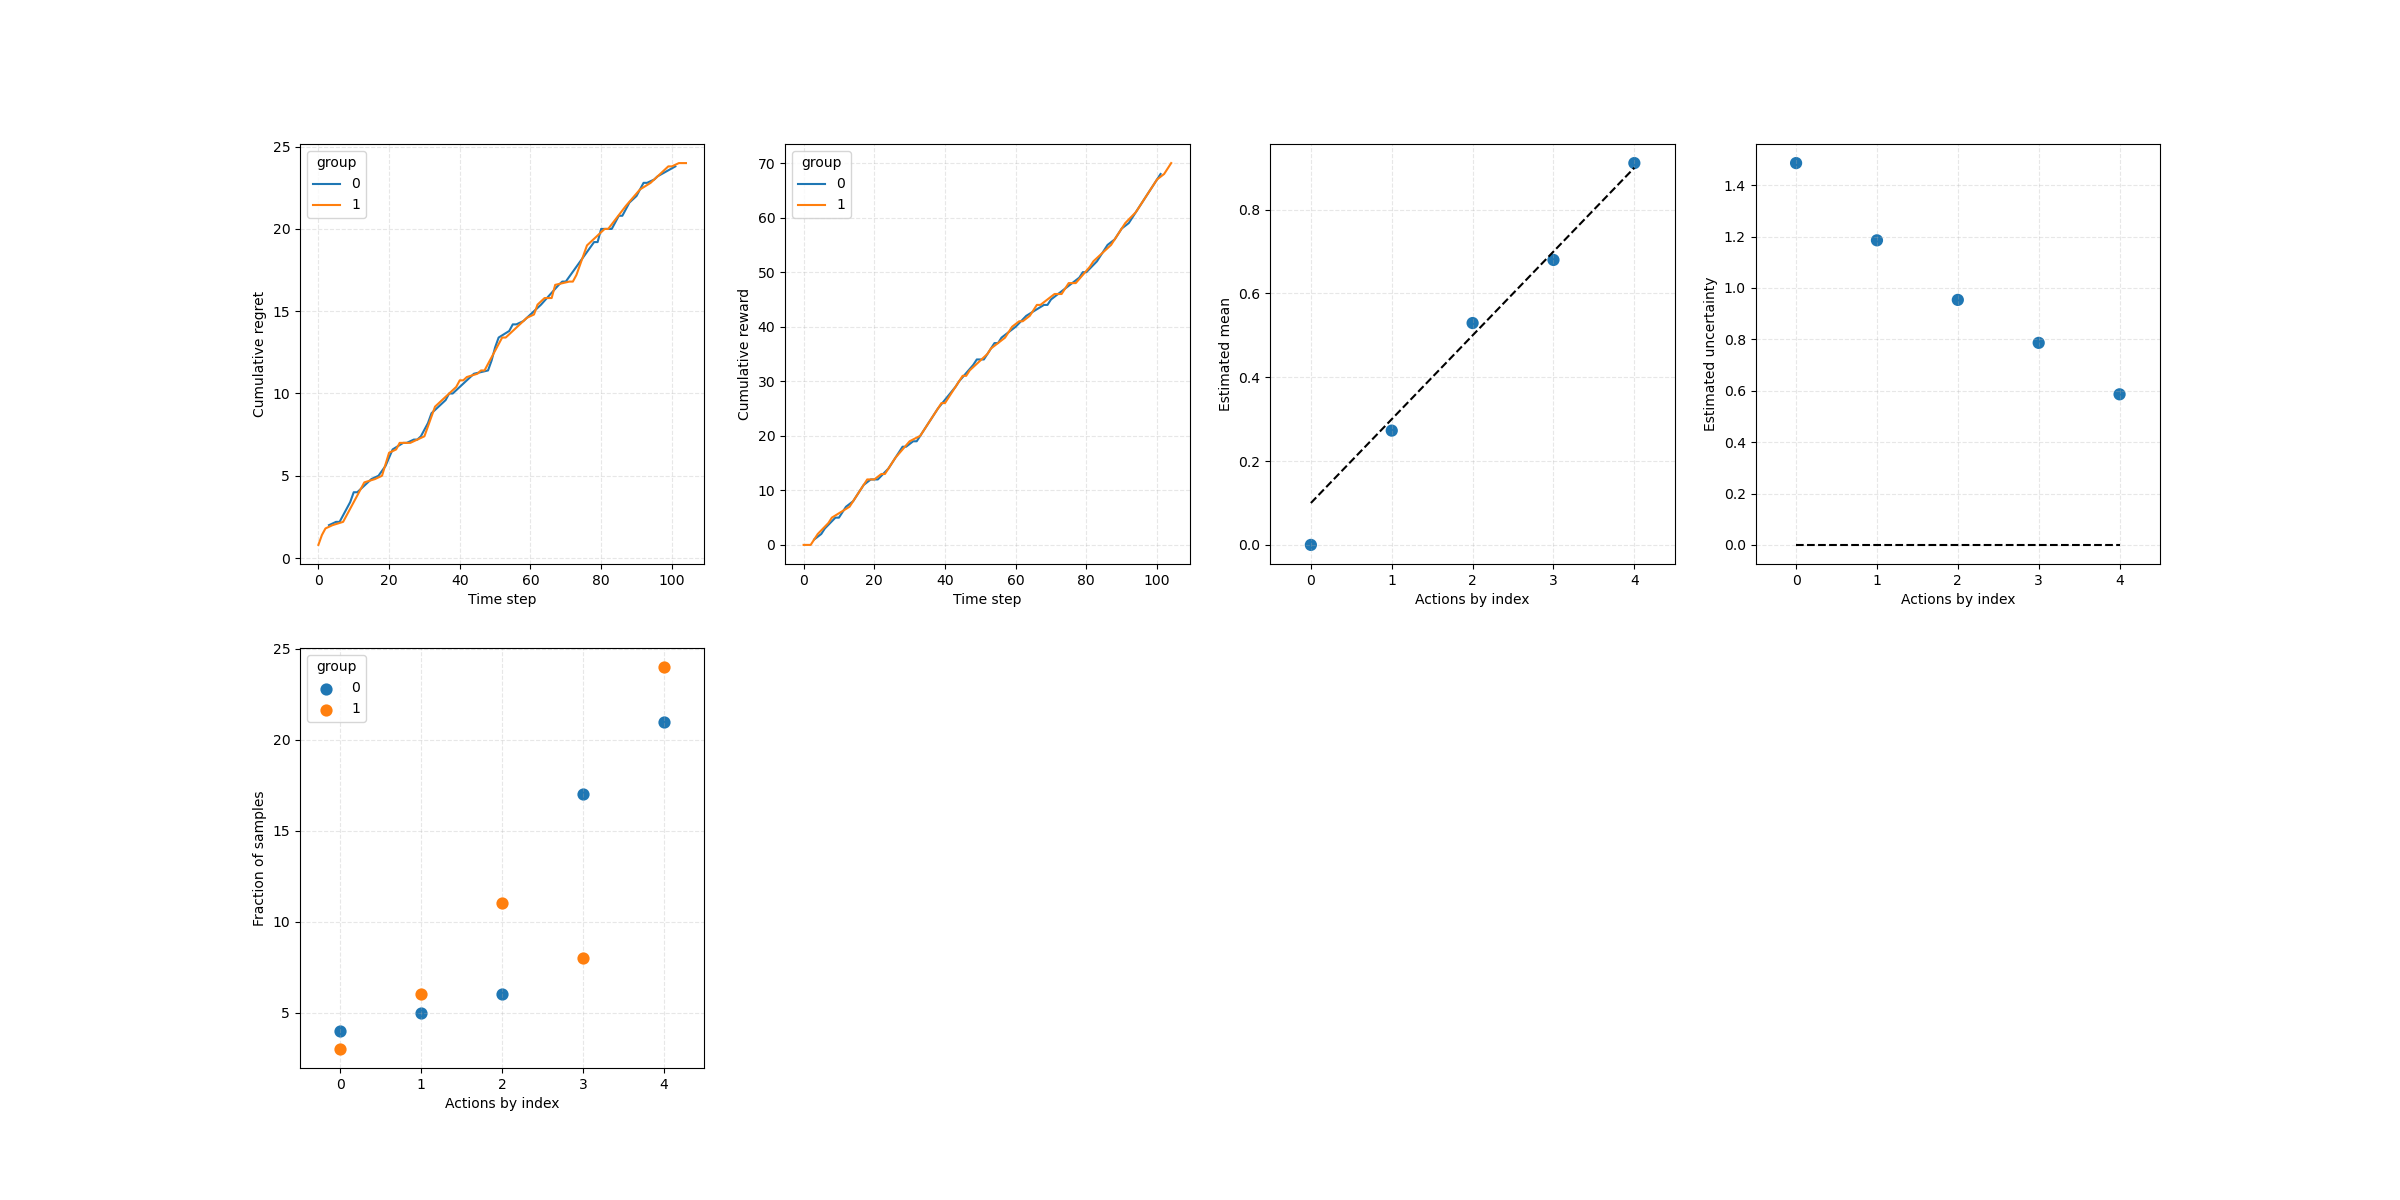 group
0
1
Cumulative regret
25
20
15
10
5
0
0 20 40 60 80 100
Time step
group
0
1
Cumulative reward
70
60
50
40
30
20
10
0
0 20 40 60 80 100
Time step
Estimated mean
0.8
0.6
0.4
0.2
0.0
0 1 2 3 4
Actions by index
Estimated uncertainty
1.4
1.2
1.0
0.8
0.6
0.4
0.2
0.0
0 1 2 3 4
Actions by index
group
0
1
Fraction of samples
25
20
15
10
5
0 1 2 3 4
Actions by index